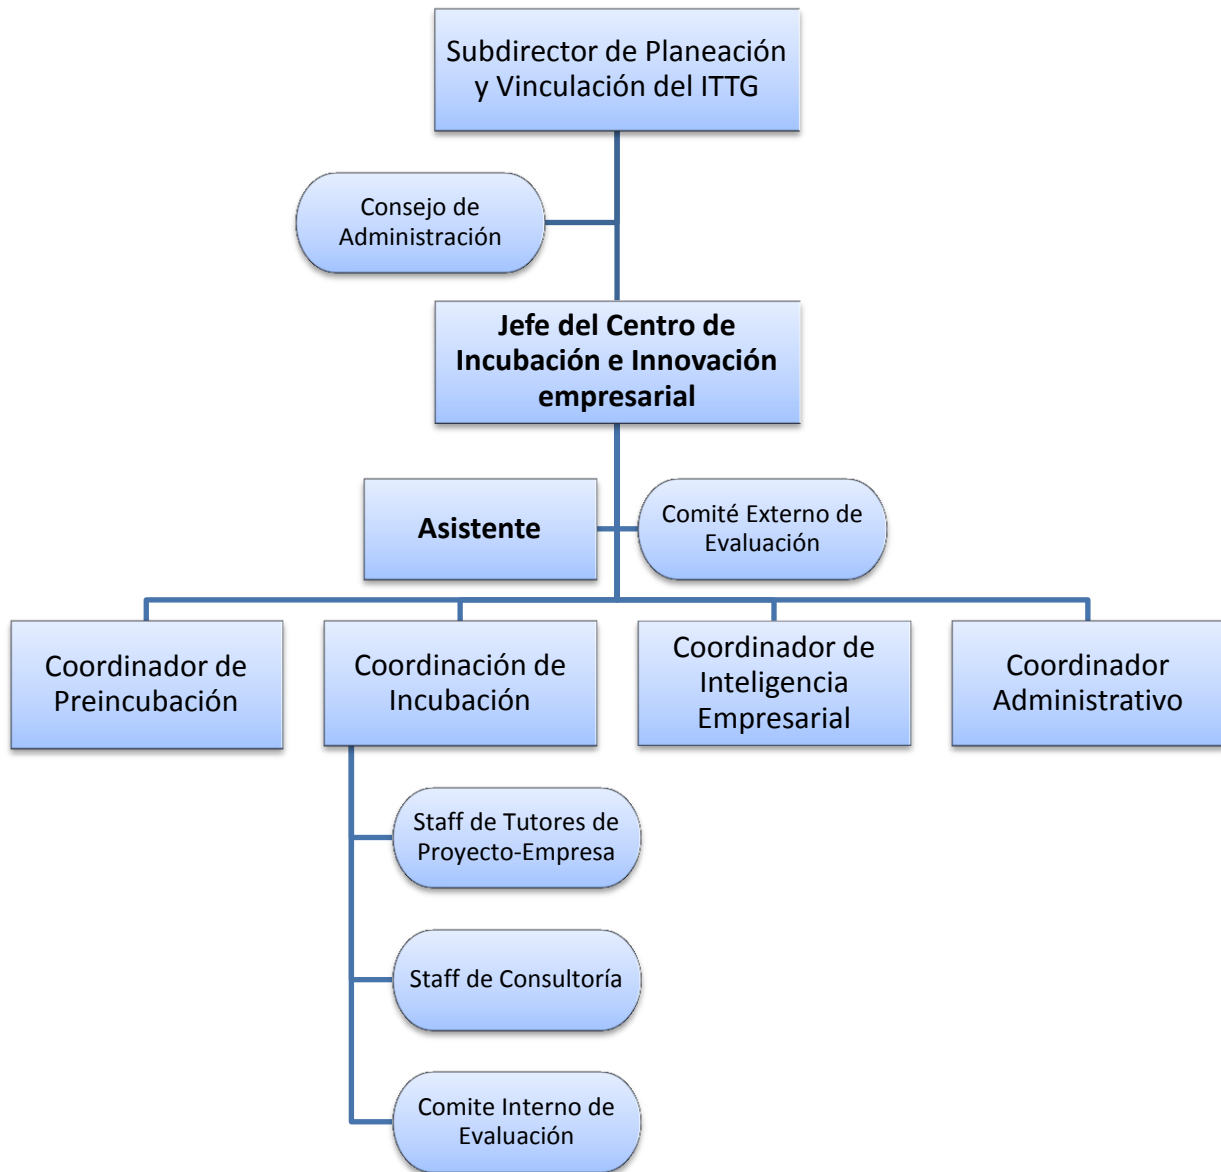 Subdirector de Planeación
y Vinculación del ITTG
Consejo de
Administración
Jefe del Centro de
Incubación e Innovación
empresarial
Asistente
Comité Externo de
Evaluación
Coordinador de
Preincubación
Coordinación de
Incubación
Coordinador de
Inteligencia
Empresarial
Coordinador
Administrativo
Staff de Tutores de
Proyecto-Empresa
Staff de Consultoría
Comite Interno de
Evaluación